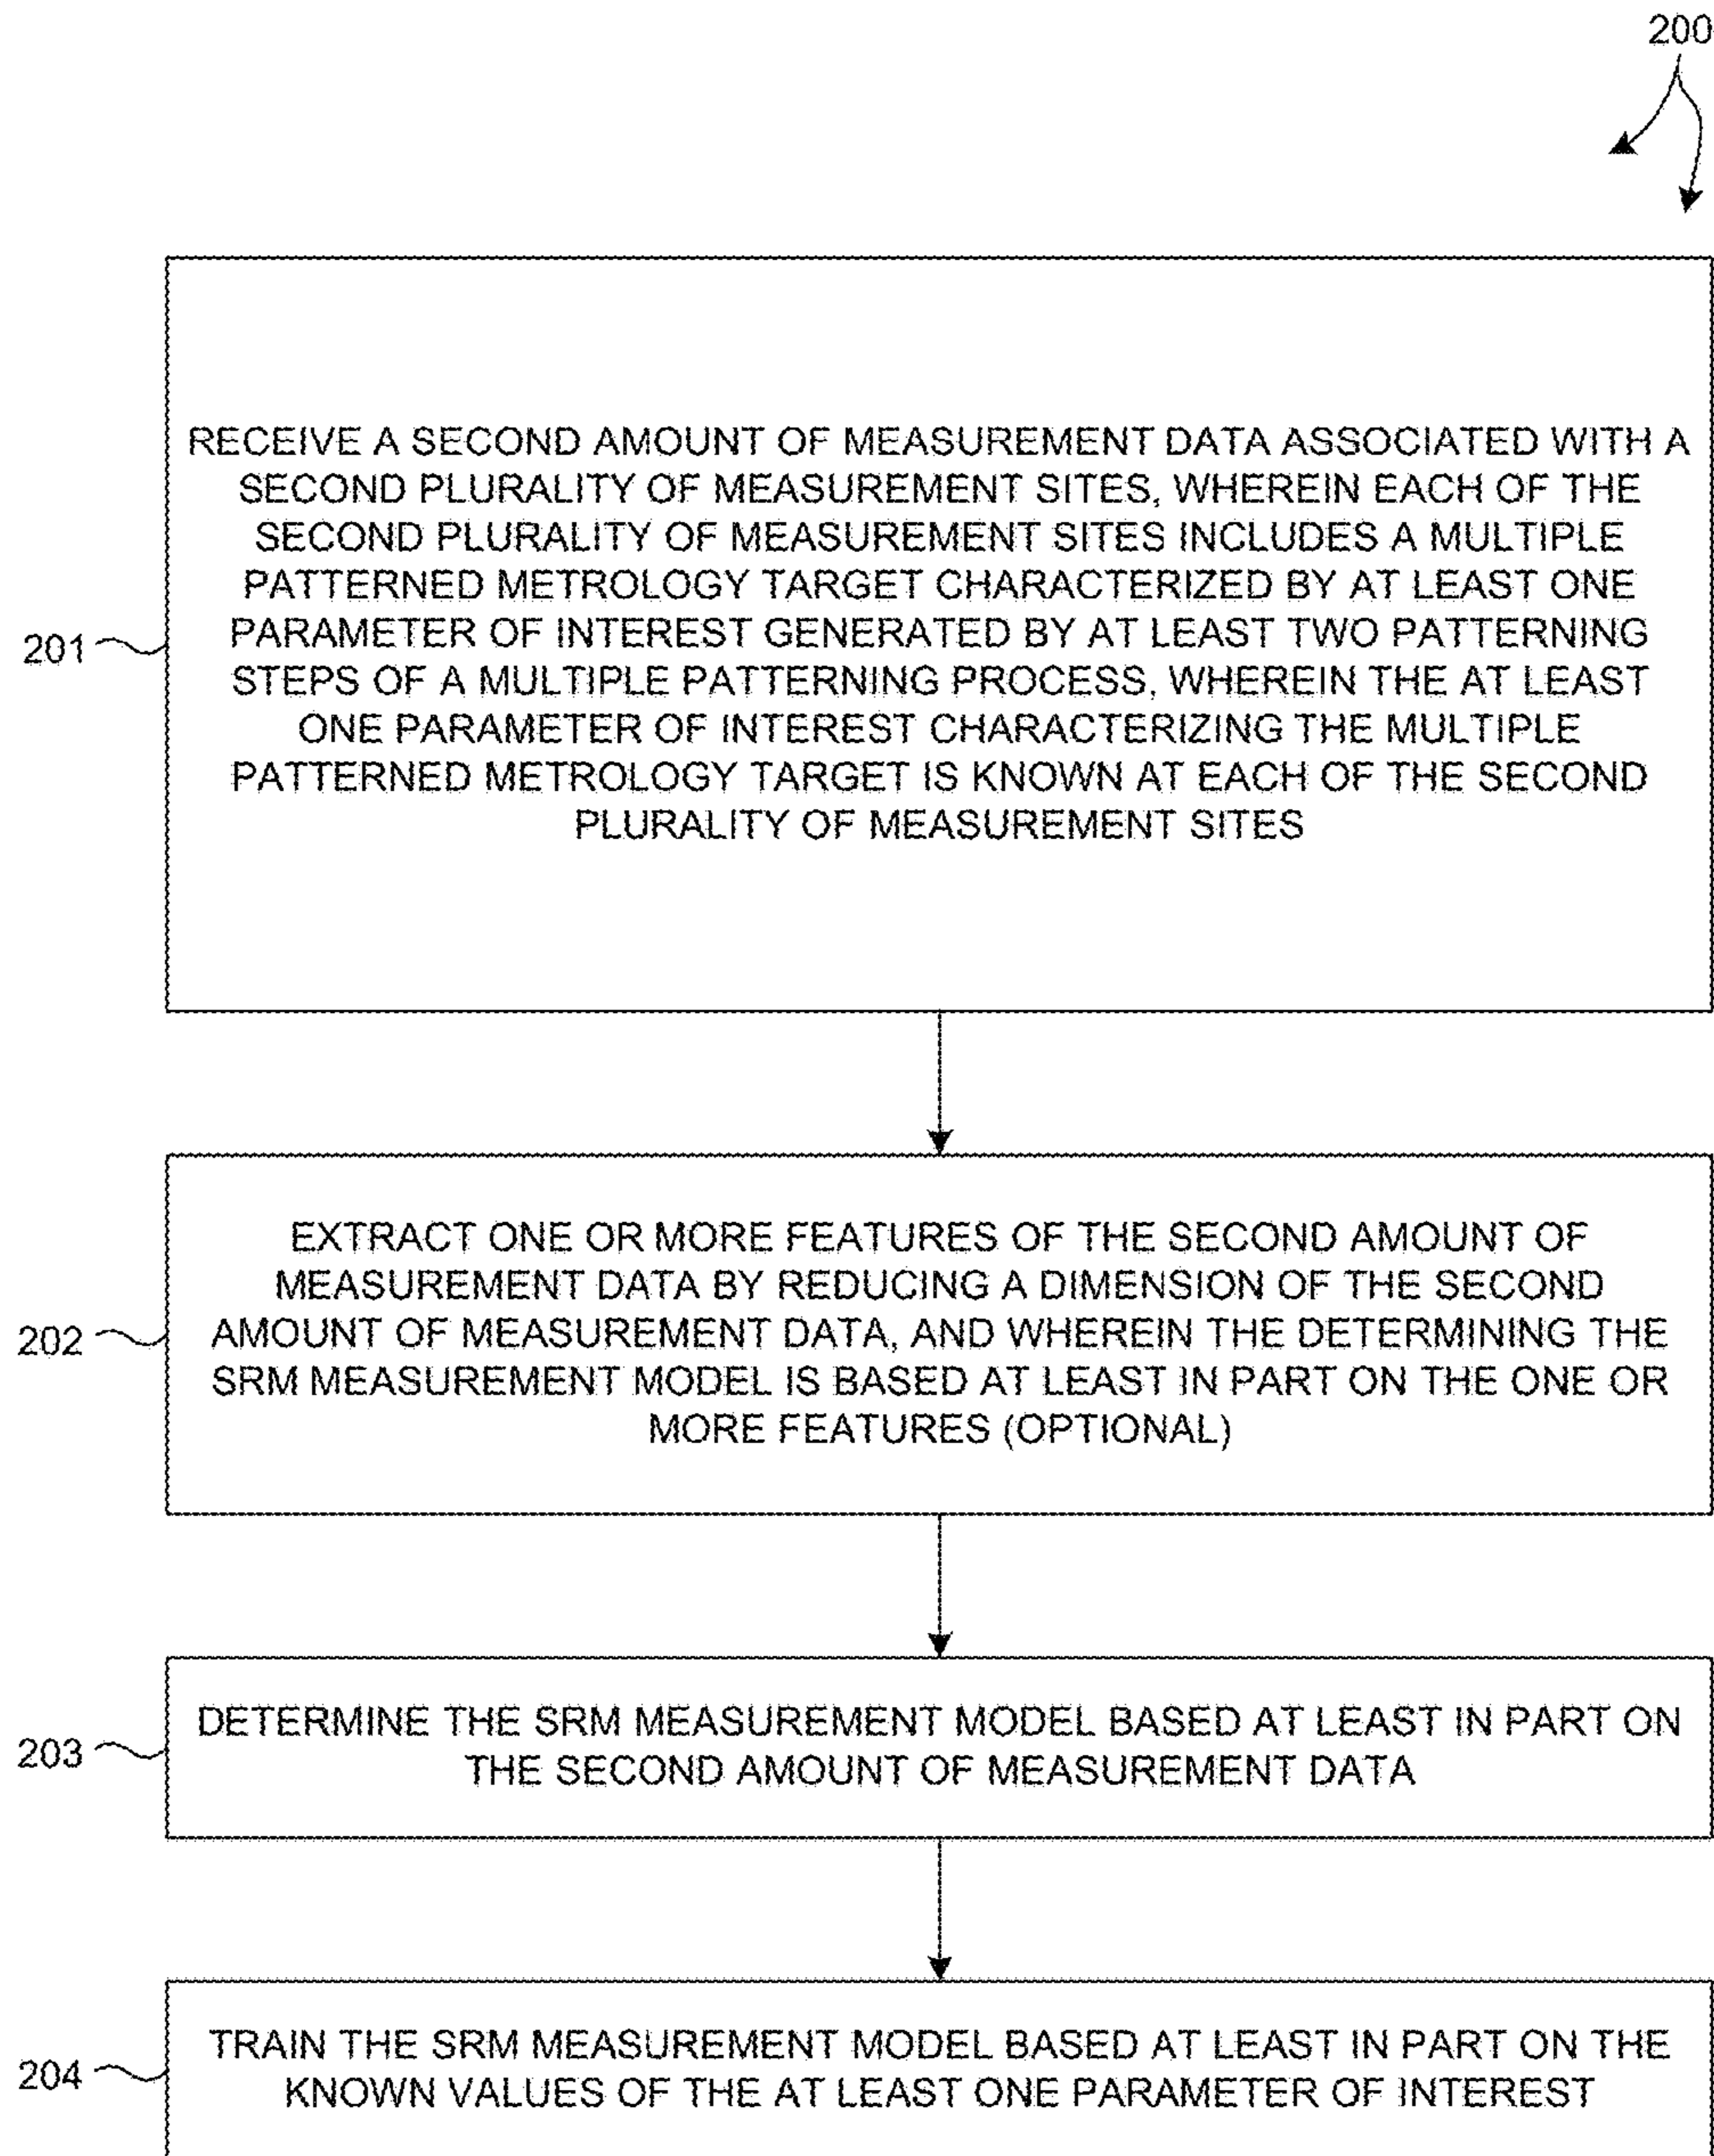 200
RECEIVE A SECOND AMOUNT OF MEASUREMENT DATA ASSOCIATED WITH A
SECOND PLURALITY OF MEASUREMENT SITES, WHEREIN EACH OF THE
SECOND PLURALITY OF MEASUREMENT SITES INCLUDES A MULTIPLE
PATTERNED METROLOGY TARGET CHARACTERIZED BY AT LEAST ONE
PARAMETER OF INTEREST GENERATED BY AT LEAST TWO PATTERNING
STEPS OF A MULTIPLE PATTERNING PROCESS, WHEREIN THE AT LEAST
ONE PARAMETER OF INTEREST CHARACTERIZING THE MULTIPLE
PATTERNED METROLOGY TARGET IS KNOWN AT EACH OF THE SECOND
PLURALITY OF MEASUREMENT SITES
201
EXTRACT ONE OR MORE FEATURES OF THE SECOND AMOUNT OF
MEASUREMENT DATA BY REDUCING A DIMENSION OF THE SECOND
AMOUNT OF MEASUREMENT DATA, AND WHEREIN THE DETERMINING THE
SRM MEASUREMENT MODEL IS BASED AT LEAST IN PART ON THE ONE OR
MORE FEATURES (OPTIONAL)
202
DETERMINE THE SRM MEASUREMENT MODEL BASED AT LEAST IN PART ON
THE SECOND AMOUNT OF MEASUREMENT DATA
203
TRAIN THE SRM MEASUREMENT MODEL BASED AT LEAST IN PART ON THE
KNOWN VALUES OF THE AT LEAST ONE PARAMETER OF INTEREST
204